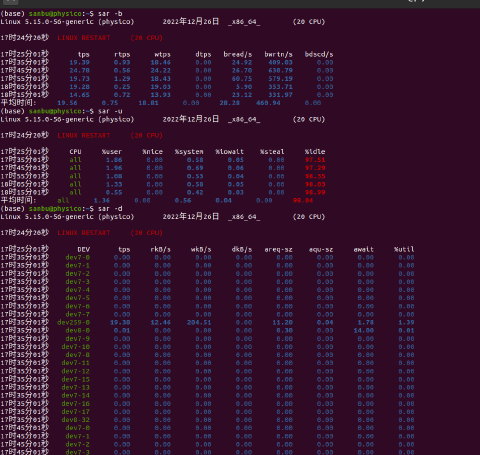 (base) sanbu@physico:~$ sar -b
Linux 5.15.0-56-generic (physico) 2022年12月26日 _x86_64_ (20 CPU)
17时24分20秒 LINUX RESTART (20 CPU)
17时25分01秒 tps rtps wtps dtps bread/s bwrtn/s bdscd/s
17时35分01秒 19.39 0.93 18.46 0.00 24.92 409.03 0.00
17时45分01秒 24.78 0.56 24.22 0.00 26.70 630.79 0.00
17时55分01秒 19.73 1.29 18.43 0.00 60.75 579.19 0.00
18时05分01秒 19.28 0.25 19.03 0.00 5.90 353.71 0.00
18时15分01秒 14.65 0.72 13.93 0.00 23.12 331.97 0.00
平均时间: 19.56 0.75 18.81 0.00 28.28 460.94 0.00
(base) sanbu@physico:~$ sar -u
Linux 5.15.0-56-generic (physico) 2022年12月26日 _x86_64_ (20 CPU)
17时24分20秒 LINUX RESTART (20 CPU)
17时25分01秒 CPU %user %nice %system %iowait %steal %idle
17时35分01秒 all 1.86 0.00 0.58 0.05 0.00 97.51
17时45分01秒 all 1.96 0.00 0.69 0.06 0.00 97.29
17时55分01秒 all 1.08 0.00 0.53 0.04 0.00 98.35
18时05分01秒 all 1.33 0.00 0.58 0.05 0.00 98.03
18时15分01秒 all 0.55 0.00 0.42 0.03 0.00 98.99
平均时间: all 1.36 0.00 0.56 0.04 0.00 98.04
(base) sanbu@physico:~$ sar -d
Linux 5.15.0-56-generic (physico) 2022年12月26日 _x86_64_ (20 CPU)
17时24分20秒 LINUX RESTART (20 CPU)
17时25分01秒 DEV tps rkB/s wkB/s dkB/s areq-sz aqu-sz await %util
17时35分01秒 dev7-0 0.00 0.00 0.00 0.00 0.00 0.00 0.00 0.00
17时35分01秒 dev7-1 0.00 0.00 0.00 0.00 0.00 0.00 0.00 0.00
17时35分01秒 dev7-2 0.00 0.00 0.00 0.00 0.00 0.00 0.00 0.00
17时35分01秒 dev7-3 0.00 0.00 0.00 0.00 0.00 0.00 0.00 0.00
17时35分01秒 dev7-4 0.00 0.00 0.00 0.00 0.00 0.00 0.00 0.00
17时35分01秒 dev7-5 0.00 0.00 0.00 0.00 0.00 0.00 0.00 0.00
17时35分01秒 dev7-6 0.00 0.00 0.00 0.00 0.00 0.00 0.00 0.00
17时35分01秒 dev7-7 0.00 0.00 0.00 0.00 0.00 0.00 0.00 0.00
17时35分01秒 dev259-0 19.38 12.46 204.51 0.00 11.20 0.04 1.78 1.39
17时35分01秒 dev8-0 0.01 0.00 0.00 0.00 0.30 0.00 14.80 0.01
17时35分01秒 dev7-9 0.00 0.00 0.00 0.00 0.00 0.00 0.00 0.00
17时35分01秒 dev7-10 0.00 0.00 0.00 0.00 0.00 0.00 0.00 0.00
17时35分01秒 dev7-8 0.00 0.00 0.00 0.00 0.00 0.00 0.00 0.00
17时35分01秒 dev7-11 0.00 0.00 0.00 0.00 0.00 0.00 0.00 0.00
17时35分01秒 dev7-12 0.00 0.00 0.00 0.00 0.00 0.00 0.00 0.00
17时35分01秒 dev7-15 0.00 0.00 0.00 0.00 0.00 0.00 0.00 0.00
17时35分01秒 dev7-13 0.00 0.00 0.00 0.00 0.00 0.00 0.00 0.00
17时35分01秒 dev7-14 0.00 0.00 0.00 0.00 0.00 0.00 0.00 0.00
17时35分01秒 dev7-16 0.00 0.00 0.00 0.00 0.00 0.00 0.00 0.00
17时35分01秒 dev7-17 0.00 0.00 0.00 0.00 0.00 0.00 0.00 0.00
17时35分01秒 dev8-32 0.00 0.00 0.00 0.00 0.00 0.00 0.00 0.00
17时45分01秒 dev7-0 0.00 0.00 0.00 0.00 0.00 0.00 0.00 0.00
17时45分01秒 dev7-1 0.00 0.00 0.00 0.00 0.00 0.00 0.00 0.00
17时45分01秒 dev7-2 0.00 0.00 0.00 0.00 0.00 0.00 0.00 0.00
17时45分01秒 dev7-3 0.00 0.00 0.00 0.00 0.00 0.00 0.00 0.00